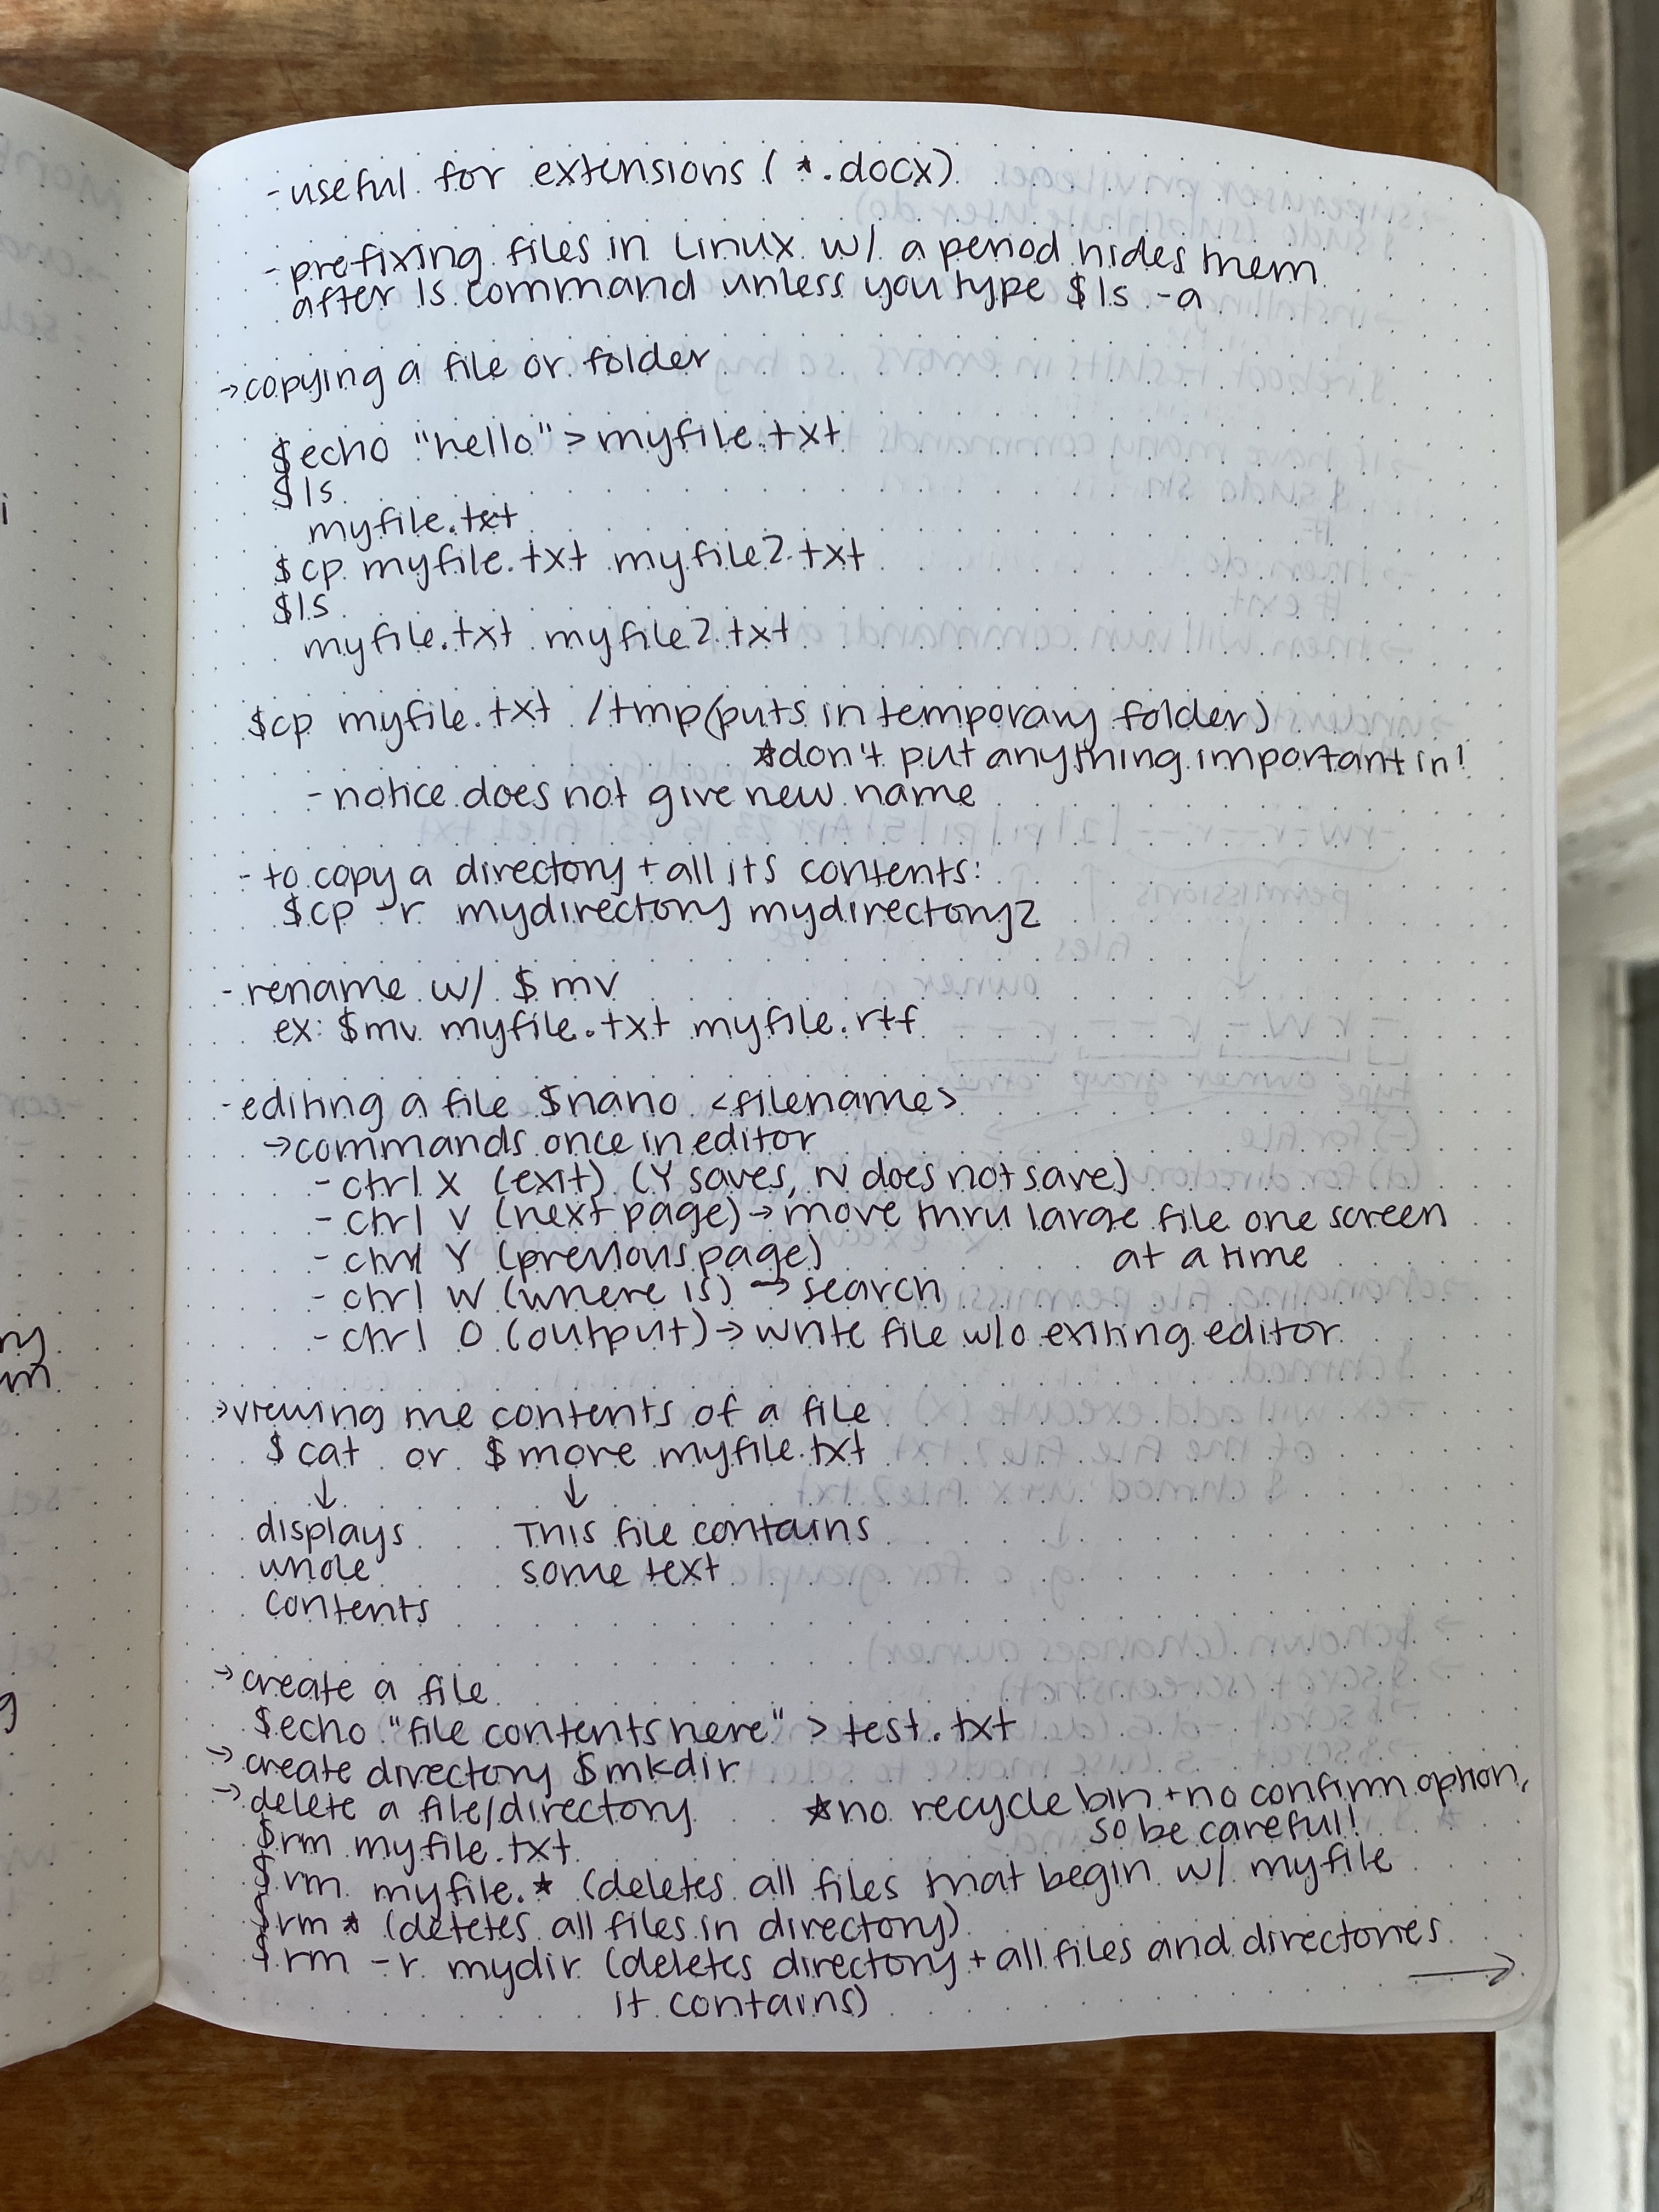 - useful for extensions (*.docx)
- prefixing files in Linux w/ a period hides them
after ls command unless you type $ls -a
→copying a file or folder
$echo "hello" > myfile.txt
$ls
myfile.txt
$cp myfile.txt myfile2.txt
$ls
myfile.txt myfile2.txt
$cp myfile.txt /tmp (puts in temporary folder)
*don't put anything important in!
- notice does not give new name
- to copy a directory + all its contents:
$cp -r mydirectory mydirectory2
- rename w/ $mv
ex: $mv myfile.txt myfile.rtf
- editing a file $nano <filename>
→commands once in editor
- ctrl X (exit) (Y saves, N does not save)
- ctrl V (next page) → move thru large file one screen
at a time
- ctrl Y (previous page)
- ctrl W (where is) → search
- ctrl O (output) → write file w/o exiting editor
→viewing the contents of a file
$cat or $more myfile.txt
↓ ↓
displays This file contains
whole some text
contents
→create a file
$echo "file contents here" > test.txt
→create directory $mkdir
→delete a file/directory *no recycle bin + no confirm option,
so be careful!
$rm myfile.txt
$rm myfile.* (deletes all files that begin w/ myfile
$rm * (detetes all files in directory)
$rm -r mydir (deletes directory + all files and directories
it contains) →